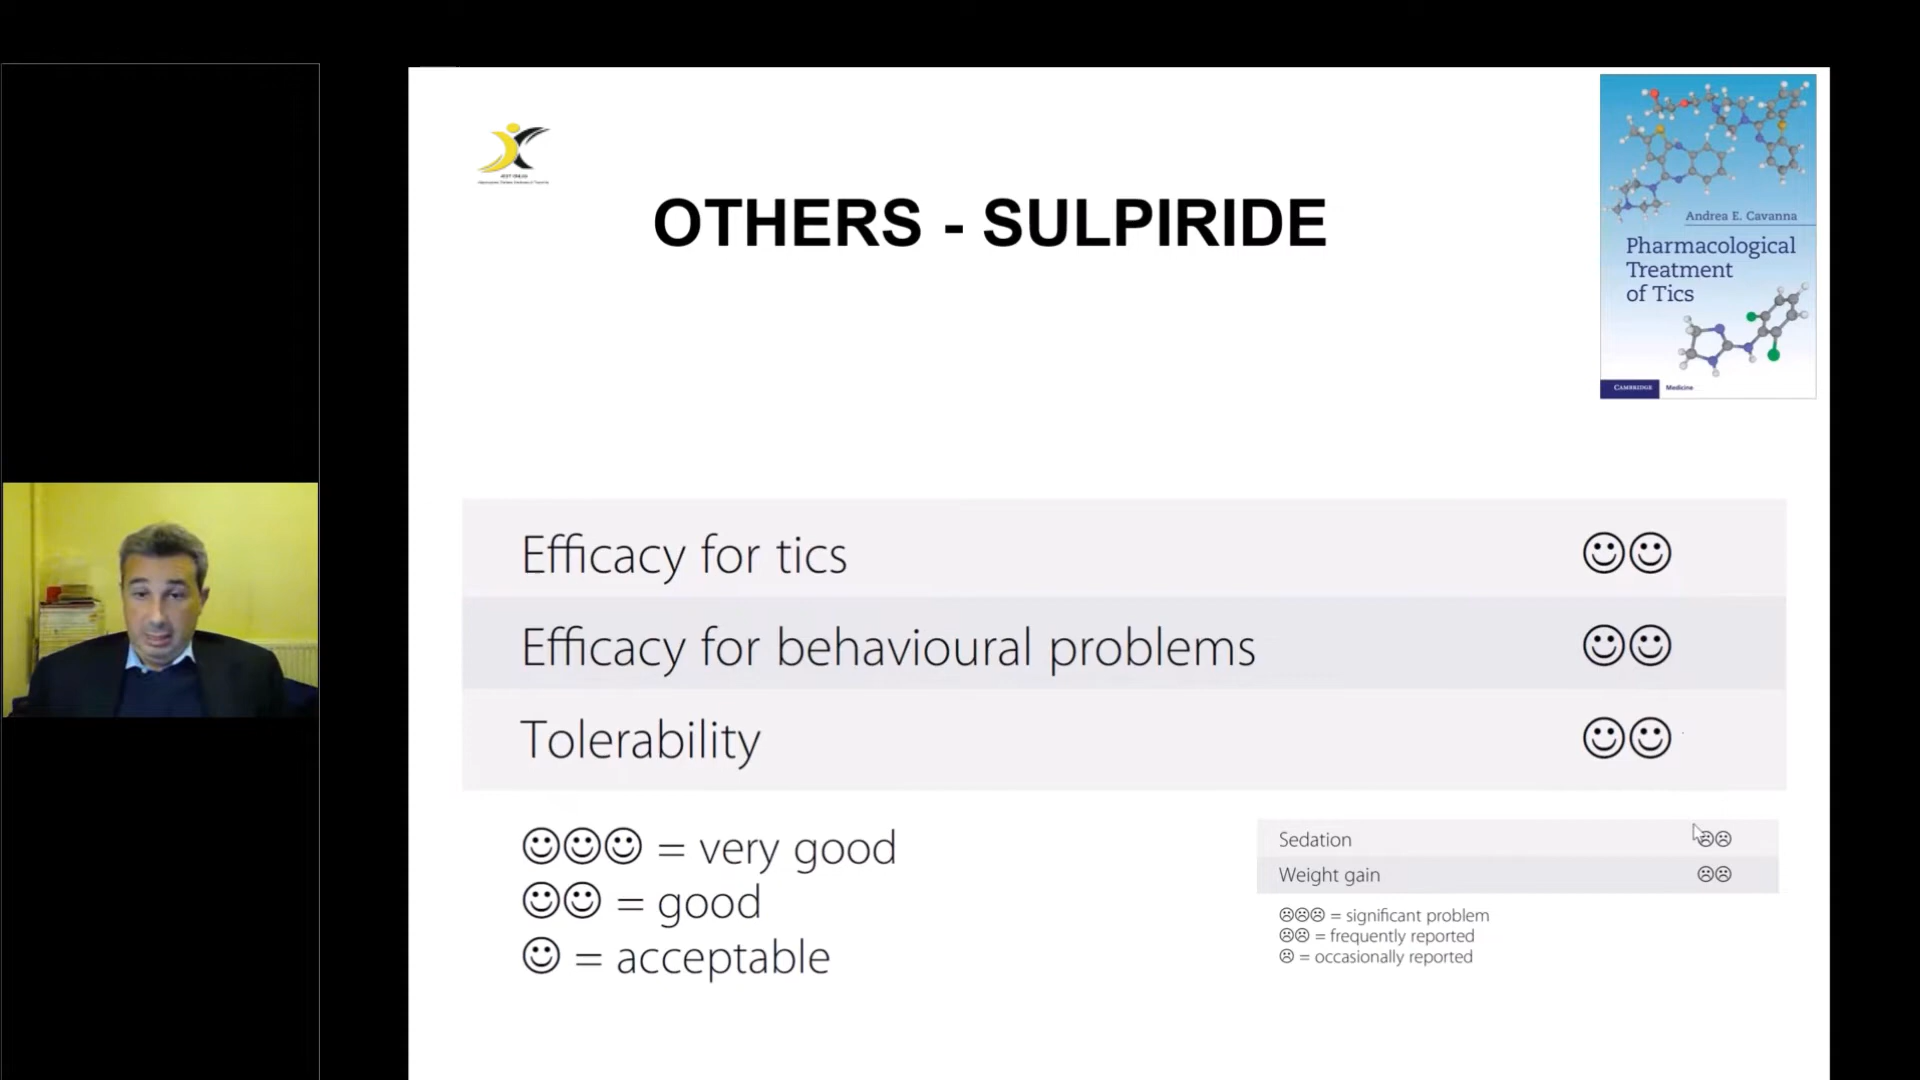 OTHERS - SULPIRIDE
Andrea E. Cavanna
Pharmacological
Treatment
of Tics
CAMBRIDGE Medicine
Efficacy for tics ☺☺
Efficacy for behavioural problems ☺☺
Tolerability ☺☺
☺☺☺ = very good
☺☺ = good
☺ = acceptable
Sedation ☹☹
Weight gain ☹☹
☹☹☹ = significant problem
☹☹ = frequently reported
☹ = occasionally reported